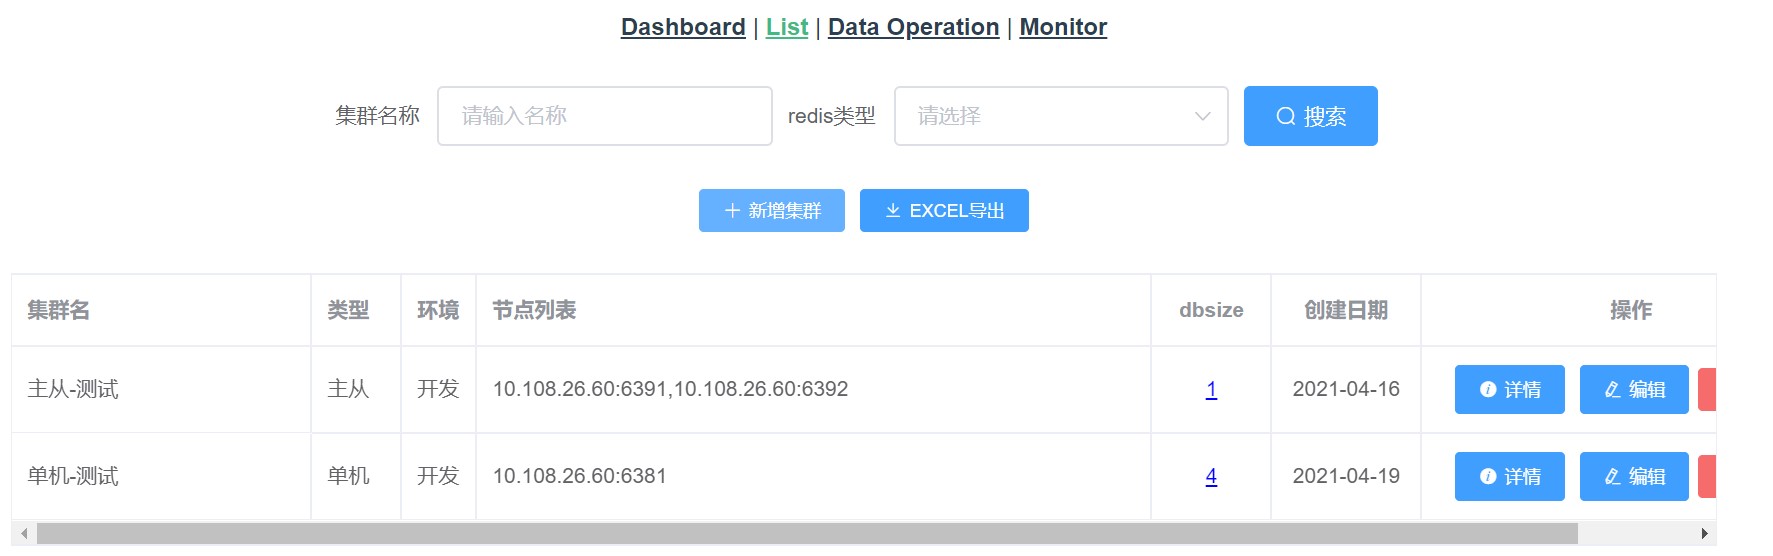 Dashboard | List | Data Operation | Monitor
集群名称 请输入名称 redis类型 请选择 搜索
新增集群 EXCEL导出
集群名 类型 环境 节点列表 dbsize 创建日期 操作
主从-测试 主从 开发 10.108.26.60:6391,10.108.26.60:6392 1 2021-04-16 详情 编辑
单机-测试 单机 开发 10.108.26.60:6381 4 2021-04-19 详情 编辑